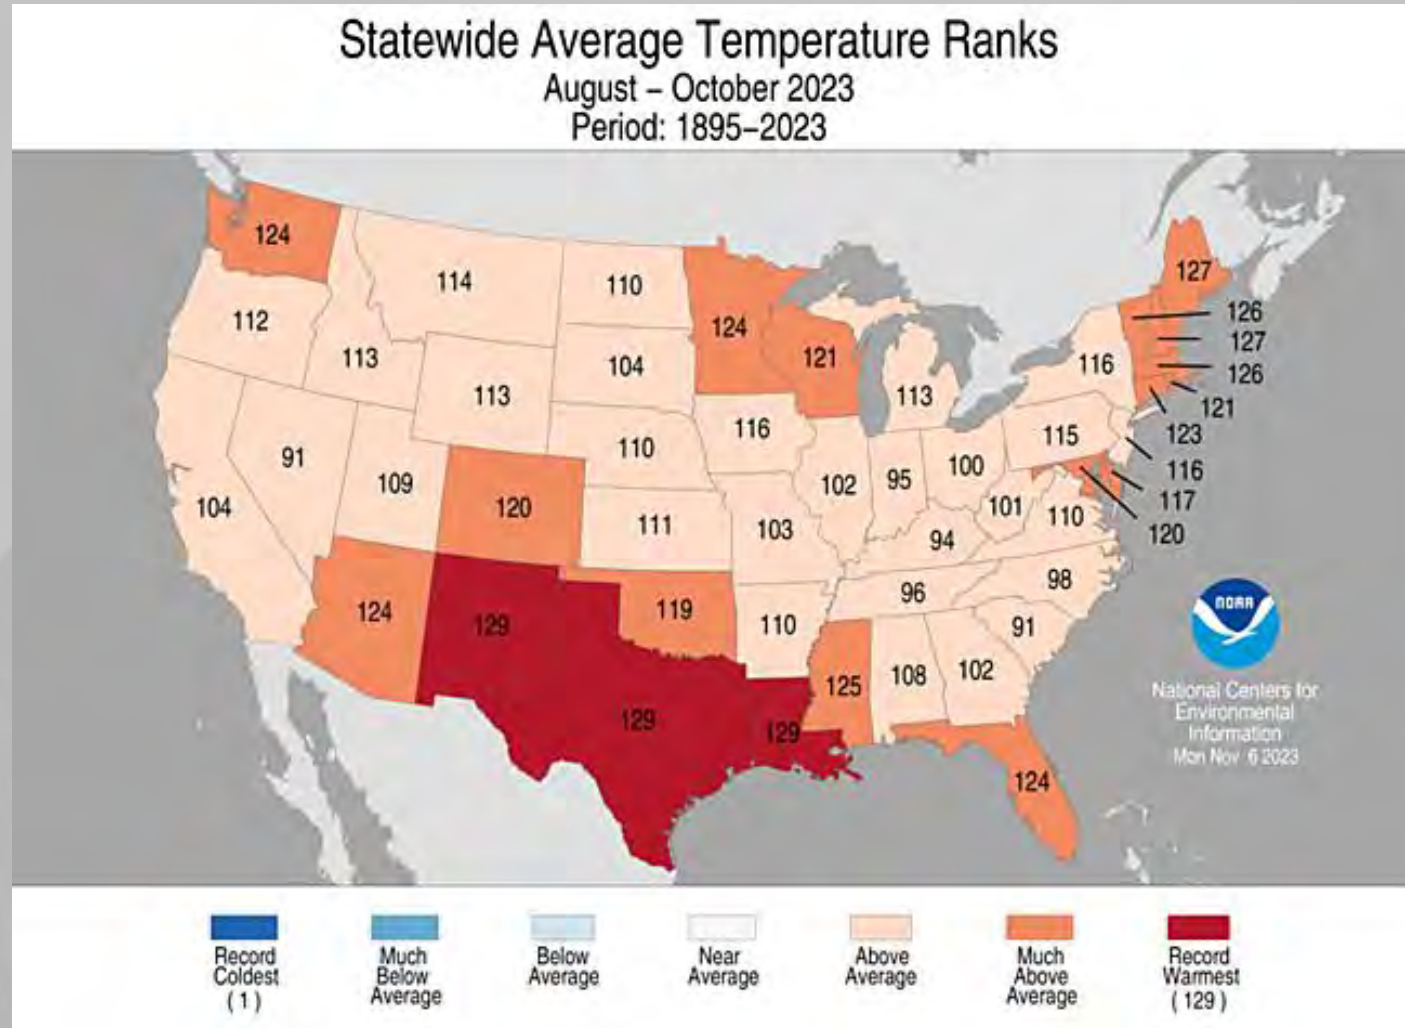 Statewide Average Temperature Ranks
August – October 2023
Period: 1895–2023
124
114
110
124
127
112
113
113
104
121
113
116
126
127
126
121
123
116
117
120
91
109
110
116
115
104
120
111
103
102
95
100
101
110
94
124
129
119
110
96
98
91
129
129
125
108
102
124
NOAA
National Centers for
Environmental
Information
Mon Nov 6 2023
Record
Coldest
( 1 )
Much
Below
Average
Below
Average
Near
Average
Above
Average
Much
Above
Average
Record
Warmest
( 129 )